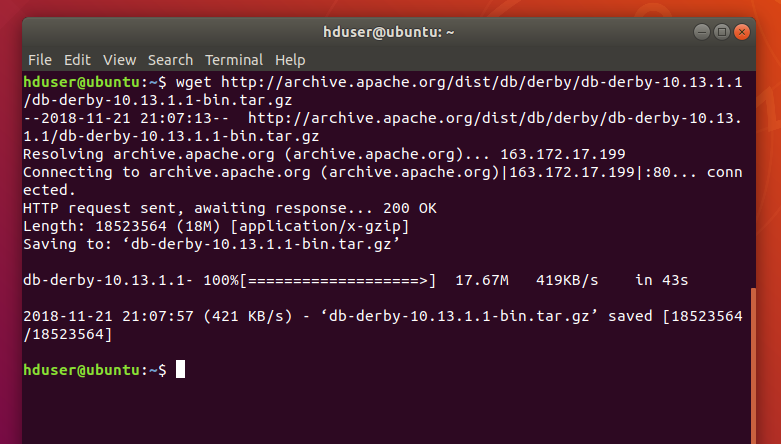 hduser@ubuntu: ~
File Edit View Search Terminal Help
hduser@ubuntu:~$ wget http://archive.apache.org/dist/db/derby/db-derby-10.13.1.1
/db-derby-10.13.1.1-bin.tar.gz
--2018-11-21 21:07:13--  http://archive.apache.org/dist/db/derby/db-derby-10.13.
1.1/db-derby-10.13.1.1-bin.tar.gz
Resolving archive.apache.org (archive.apache.org)... 163.172.17.199
Connecting to archive.apache.org (archive.apache.org)|163.172.17.199|:80... conn
ected.
HTTP request sent, awaiting response... 200 OK
Length: 18523564 (18M) [application/x-gzip]
Saving to: ‘db-derby-10.13.1.1-bin.tar.gz’
db-derby-10.13.1.1- 100%[===================>]  17.67M   419KB/s    in 43s
2018-11-21 21:07:57 (421 KB/s) - ‘db-derby-10.13.1.1-bin.tar.gz’ saved [18523564
/18523564]
hduser@ubuntu:~$